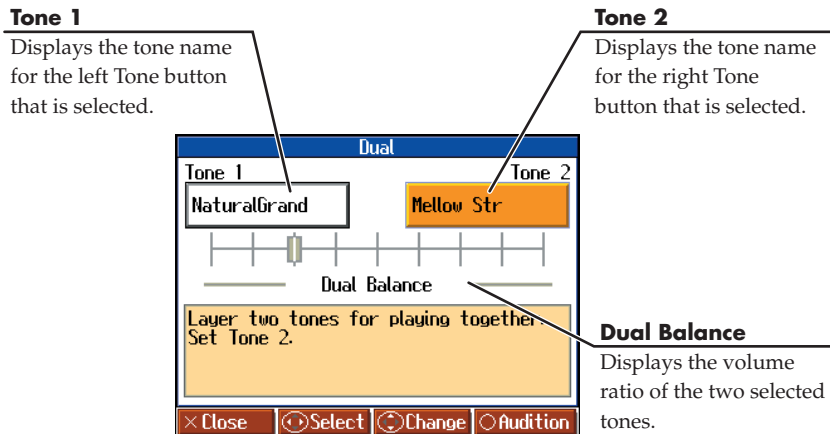 Tone 1
Displays the tone name
for the left Tone button
that is selected.
Tone 2
Displays the tone name
for the right Tone
button that is selected.
Dual
Tone 1
Tone 2
NaturalGrand
Mellow Str
Dual Balance
Layer two tones for playing together.
Set Tone 2.
× Close
Select
Change
○ Audition
Dual Balance
Displays the volume
ratio of the two selected
tones.